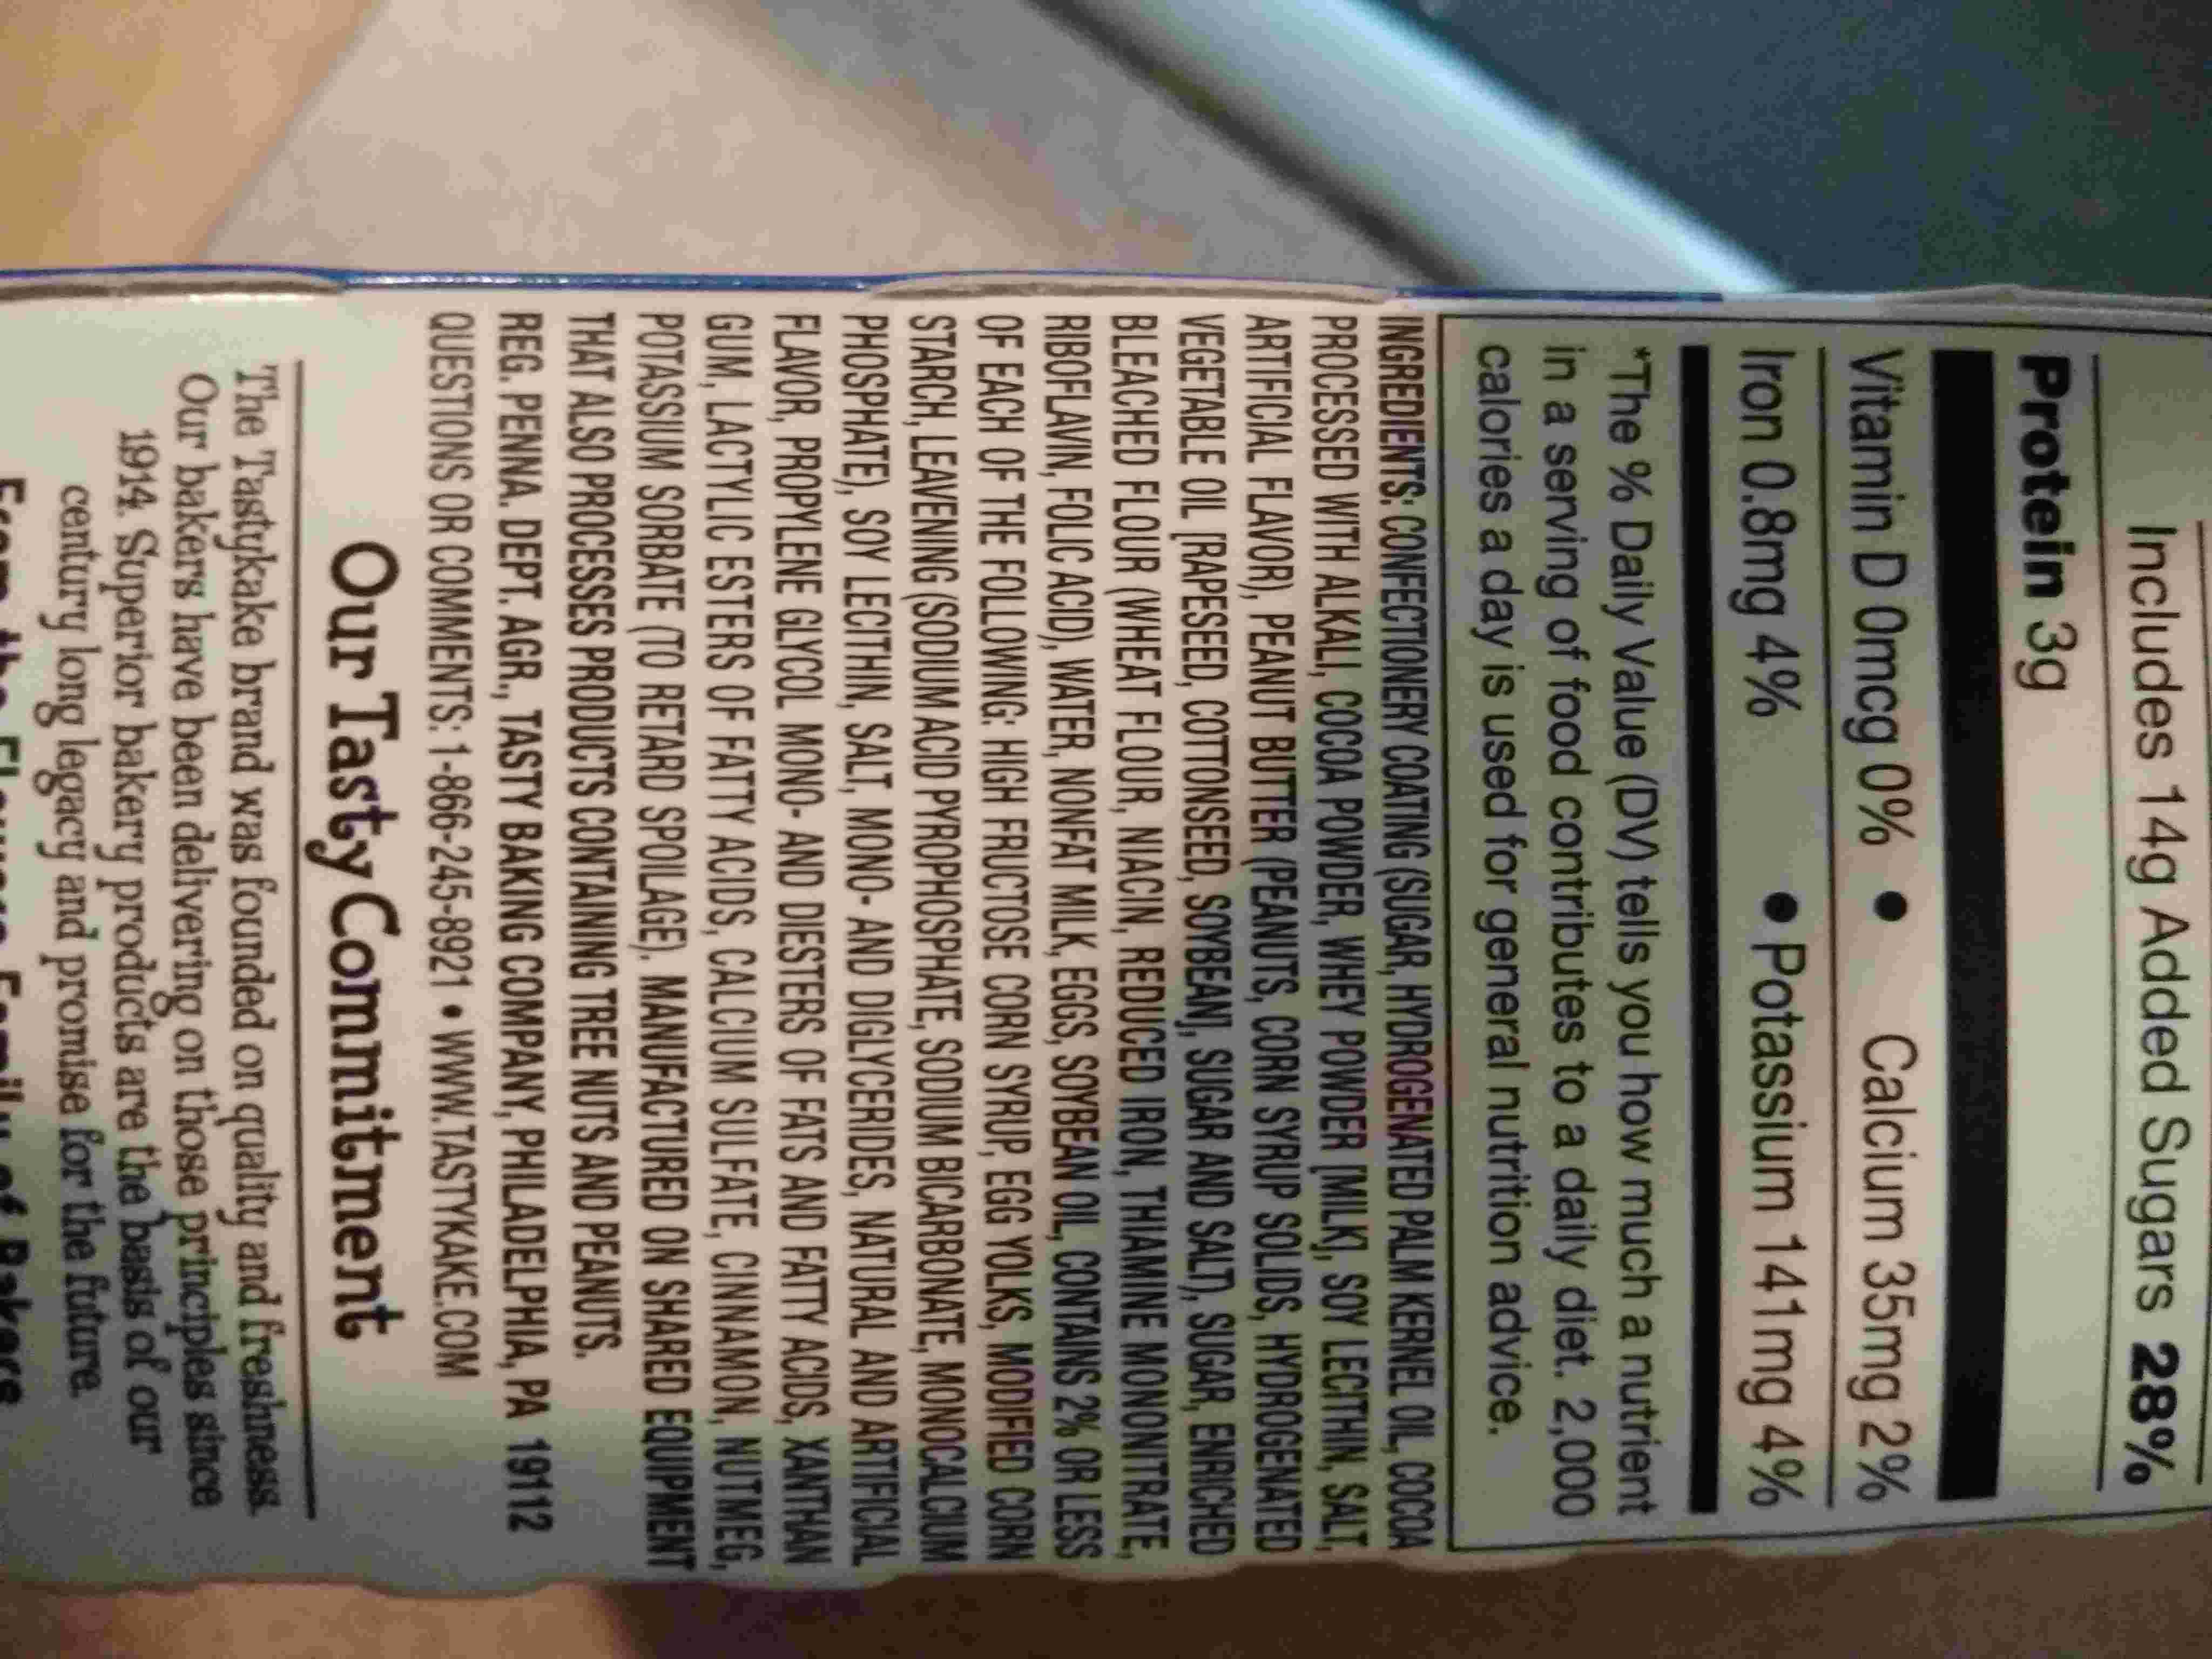 Includes 14g Added Sugars 28%
Protein 3g
Vitamin D 0mcg 0% • Calcium 35mg 2%
Iron 0.8mg 4% • Potassium 141mg 4%
*The % Daily Value (DV) tells you how much a nutrient
in a serving of food contributes to a daily diet. 2,000
calories a day is used for general nutrition advice.
INGREDIENTS: CONFECTIONERY COATING (SUGAR, HYDROGENATED PALM KERNEL OIL, COCOA
PROCESSED WITH ALKALI, COCOA POWDER, WHEY POWDER [MILK], SOY LECITHIN, SALT,
ARTIFICIAL FLAVOR), PEANUT BUTTER (PEANUTS, CORN SYRUP SOLIDS, HYDROGENATED
VEGETABLE OIL [RAPESEED, COTTONSEED, SOYBEAN], SUGAR AND SALT), SUGAR, ENRICHED
BLEACHED FLOUR (WHEAT FLOUR, NIACIN, REDUCED IRON, THIAMINE MONONITRATE,
RIBOFLAVIN, FOLIC ACID), WATER, NONFAT MILK, EGGS, SOYBEAN OIL, CONTAINS 2% OR LESS
OF EACH OF THE FOLLOWING: HIGH FRUCTOSE CORN SYRUP, EGG YOLKS, MODIFIED CORN
STARCH, LEAVENING (SODIUM ACID PYROPHOSPHATE, SODIUM BICARBONATE, MONOCALCIUM
PHOSPHATE), SOY LECITHIN, SALT, MONO- AND DIGLYCERIDES, NATURAL AND ARTIFICIAL
FLAVOR, PROPYLENE GLYCOL MONO- AND DIESTERS OF FATS AND FATTY ACIDS, XANTHAN
GUM, LACTYLIC ESTERS OF FATTY ACIDS, CALCIUM SULFATE, CINNAMON, NUTMEG,
POTASSIUM SORBATE (TO RETARD SPOILAGE). MANUFACTURED ON SHARED EQUIPMENT
THAT ALSO PROCESSES PRODUCTS CONTAINING TREE NUTS AND PEANUTS.
REG. PENNA. DEPT. AGR., TASTY BAKING COMPANY, PHILADELPHIA, PA 19112
QUESTIONS OR COMMENTS: 1-866-245-8921 • WWW.TASTYKAKE.COM
Our Tasty Commitment
The Tastykake brand was founded on quality and freshness.
Our bakers have been delivering on those principles since
1914. Superior bakery products are the basis of our
century long legacy and promise for the future.
From the Flowers Family of Bakers